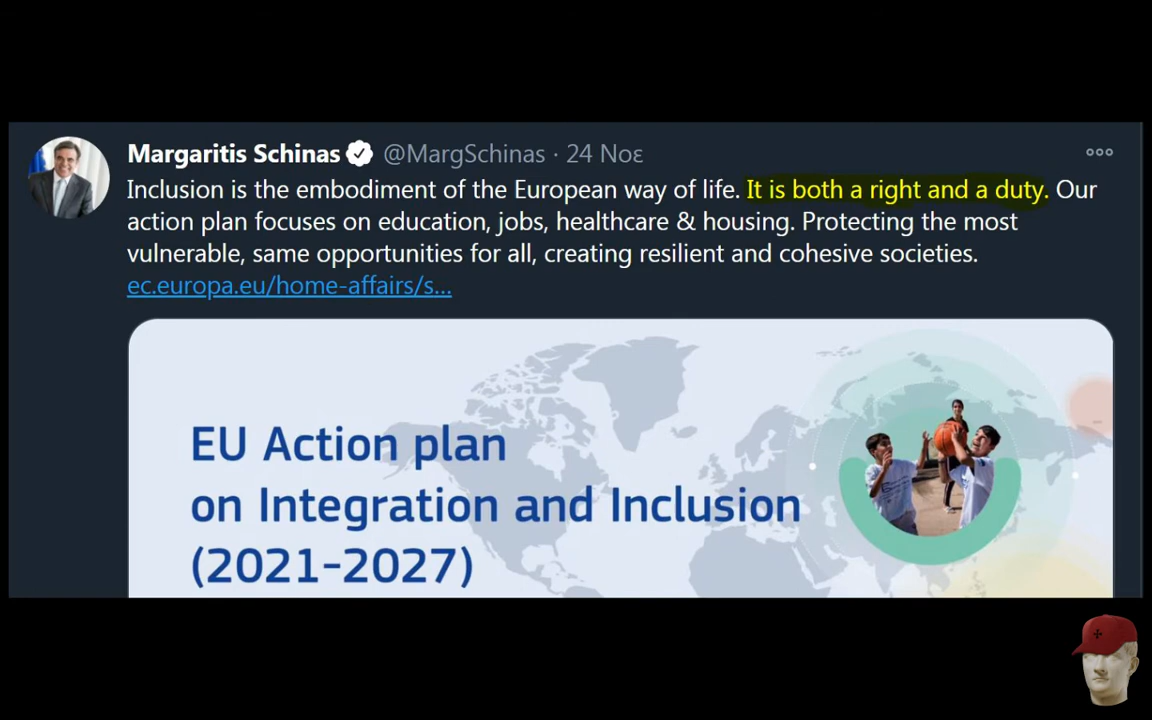 Margaritis Schinas @MargSchinas · 24 Νοε
Inclusion is the embodiment of the European way of life. It is both a right and a duty. Our
action plan focuses on education, jobs, healthcare & housing. Protecting the most
vulnerable, same opportunities for all, creating resilient and cohesive societies.
ec.europa.eu/home-affairs/s...
EU Action plan
on Integration and Inclusion
(2021-2027)